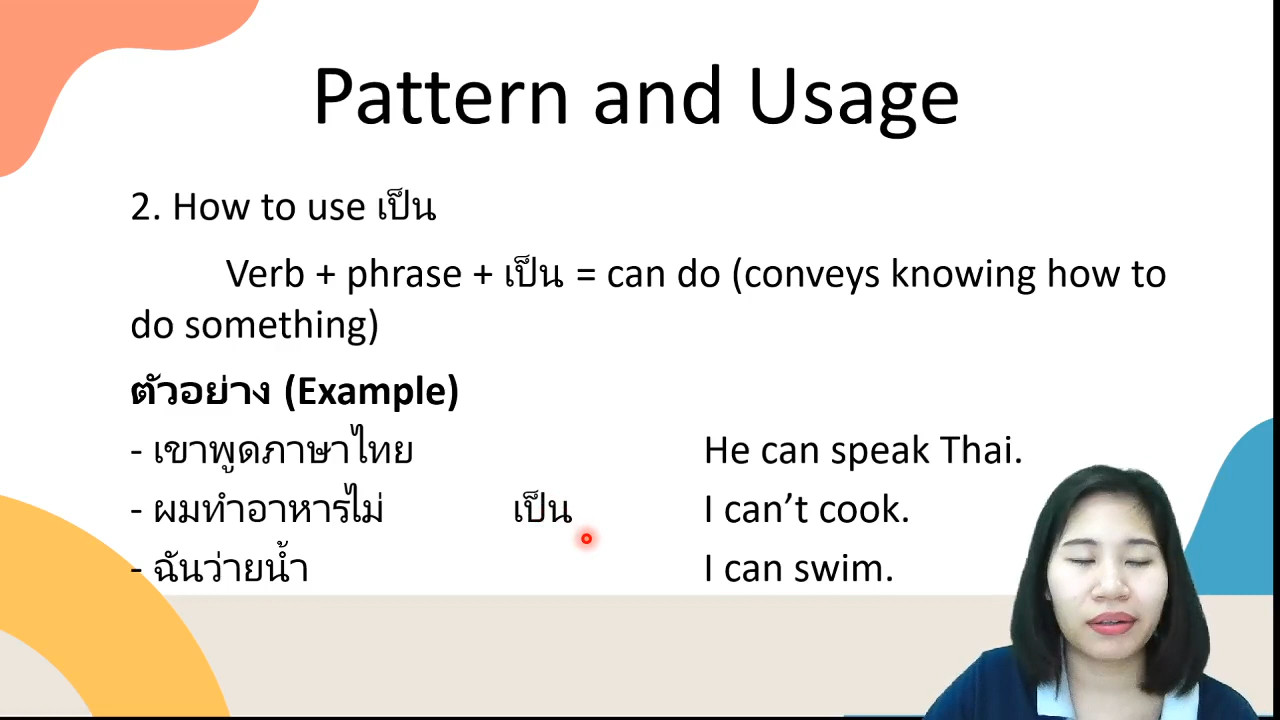 Pattern and Usage
2. How to use เป็น
Verb + phrase + เป็น = can do (conveys knowing how to
do something)
ตัวอย่าง (Example)
- เขาพูดภาษาไทย He can speak Thai.
- ผมทำอาหารไม่ เป็น I can’t cook.
- ฉันว่ายน้ำ I can swim.